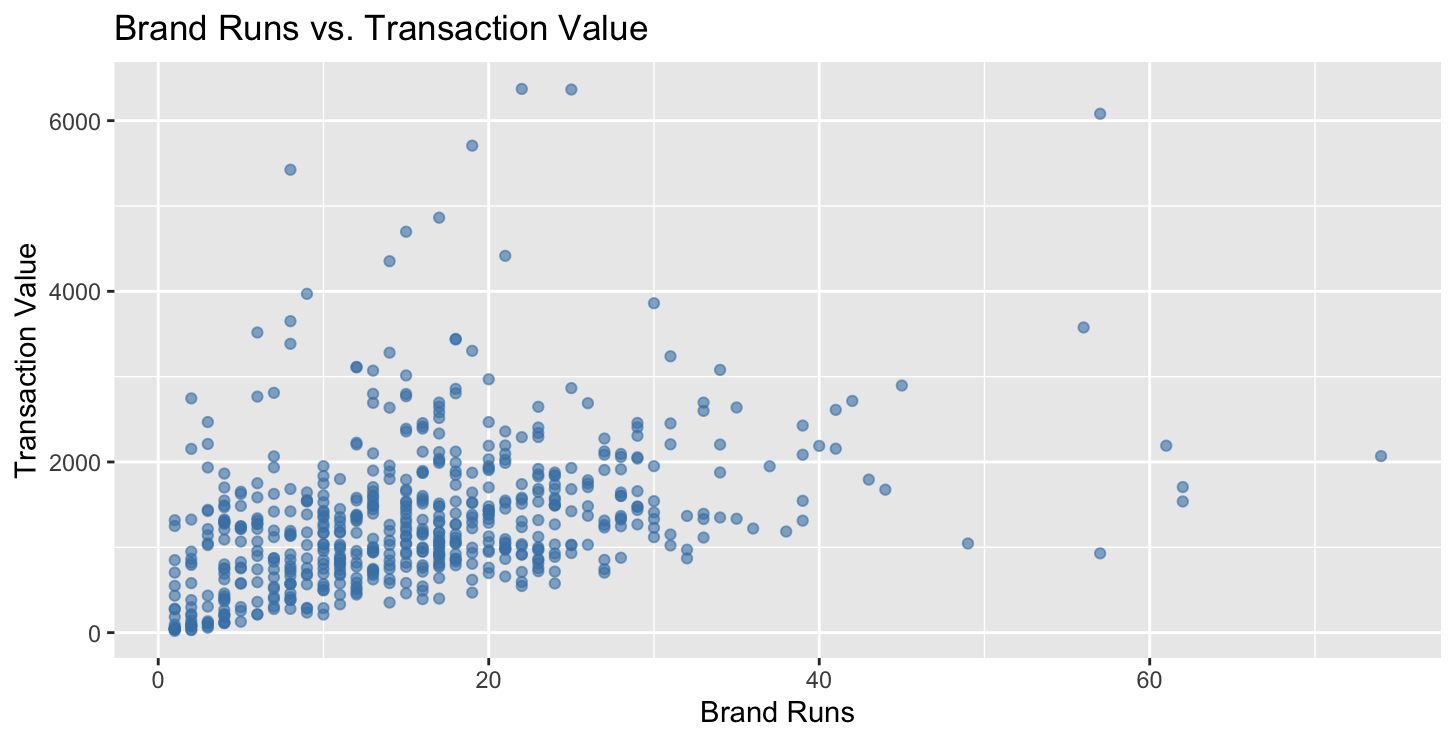 Brand Runs vs. Transaction Value
Transaction Value
6000
4000
2000
0
0 20 40 60
Brand Runs